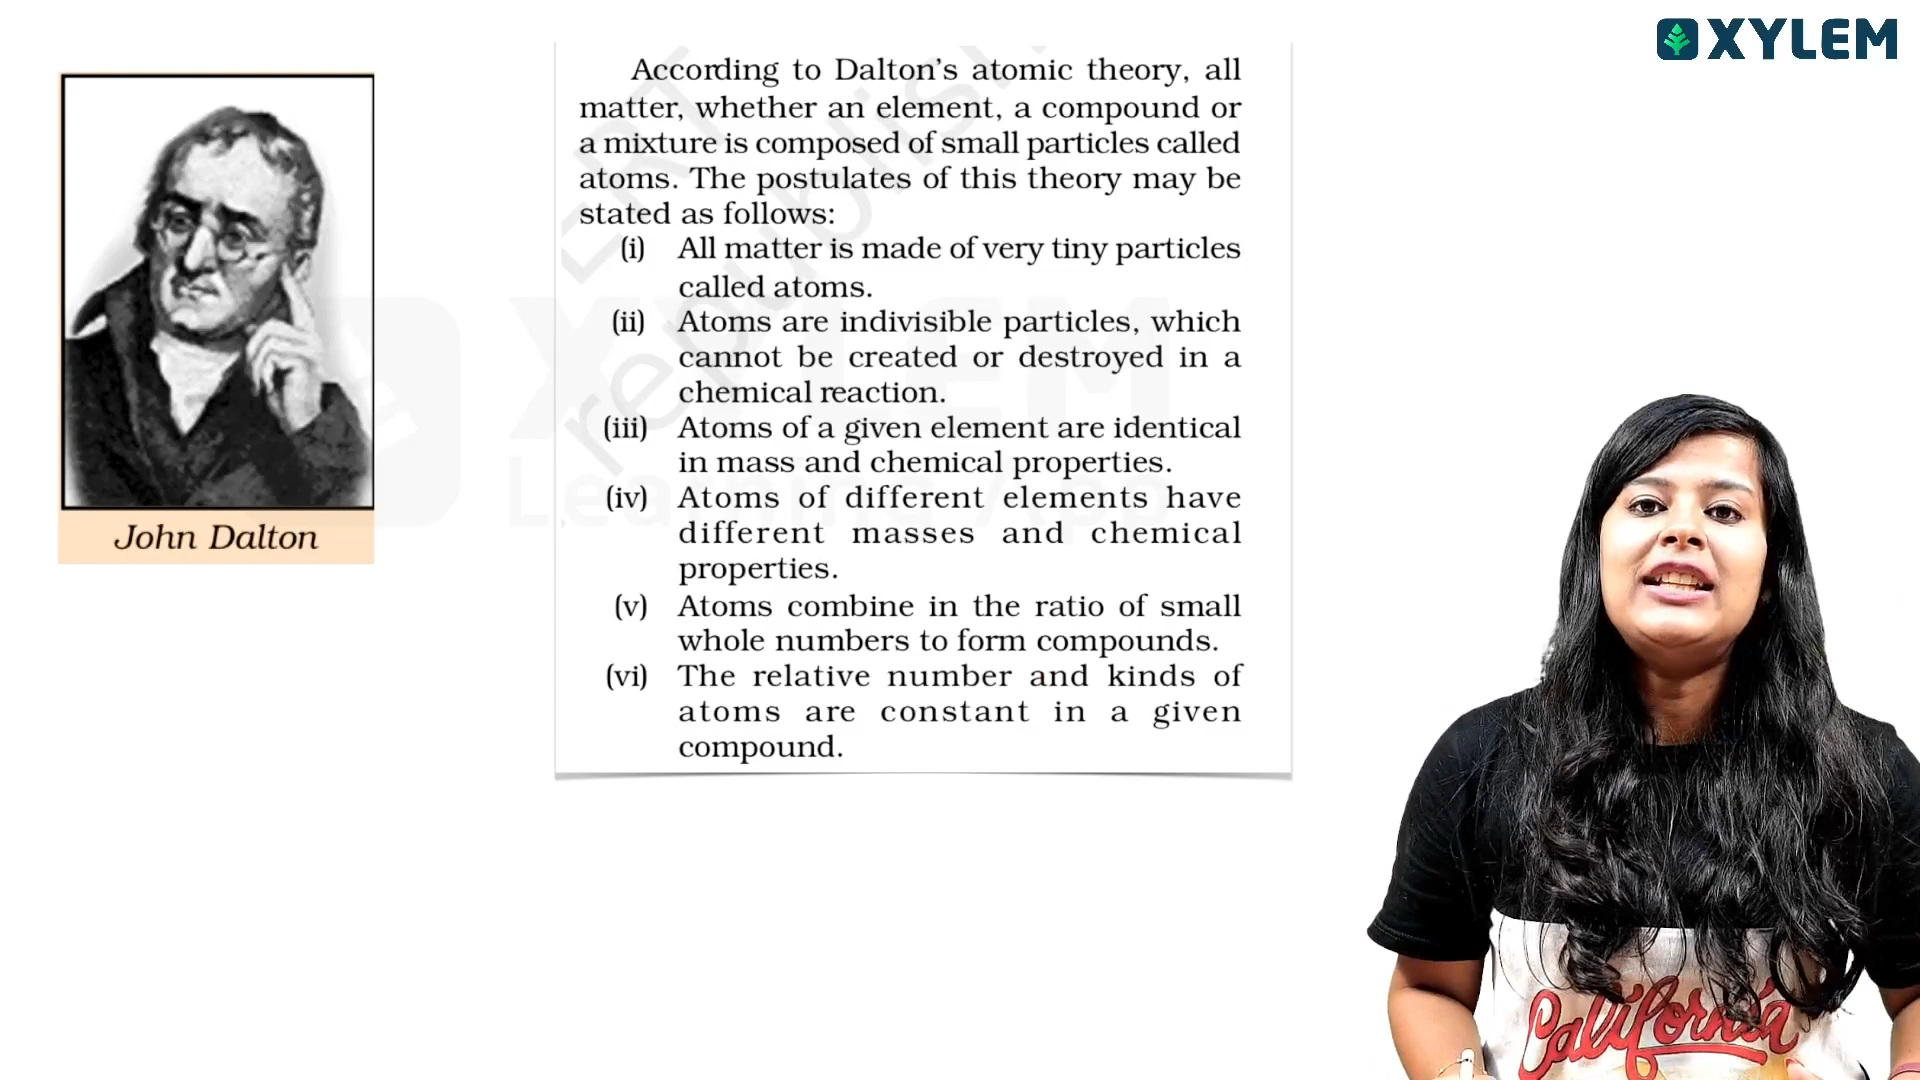 XYLEM
According to Dalton's atomic theory, all
matter, whether an element, a compound or
a mixture is composed of small particles called
atoms. The postulates of this theory may be
stated as follows:
(i) All matter is made of very tiny particles
called atoms.
(ii) Atoms are indivisible particles, which
cannot be created or destroyed in a
chemical reaction.
(iii) Atoms of a given element are identical
in mass and chemical properties.
(iv) Atoms of different elements have
different masses and chemical
properties.
(v) Atoms combine in the ratio of small
whole numbers to form compounds.
(vi) The relative number and kinds of
atoms are constant in a given
compound.
John Dalton
XYLEM
Learning App
republish
California